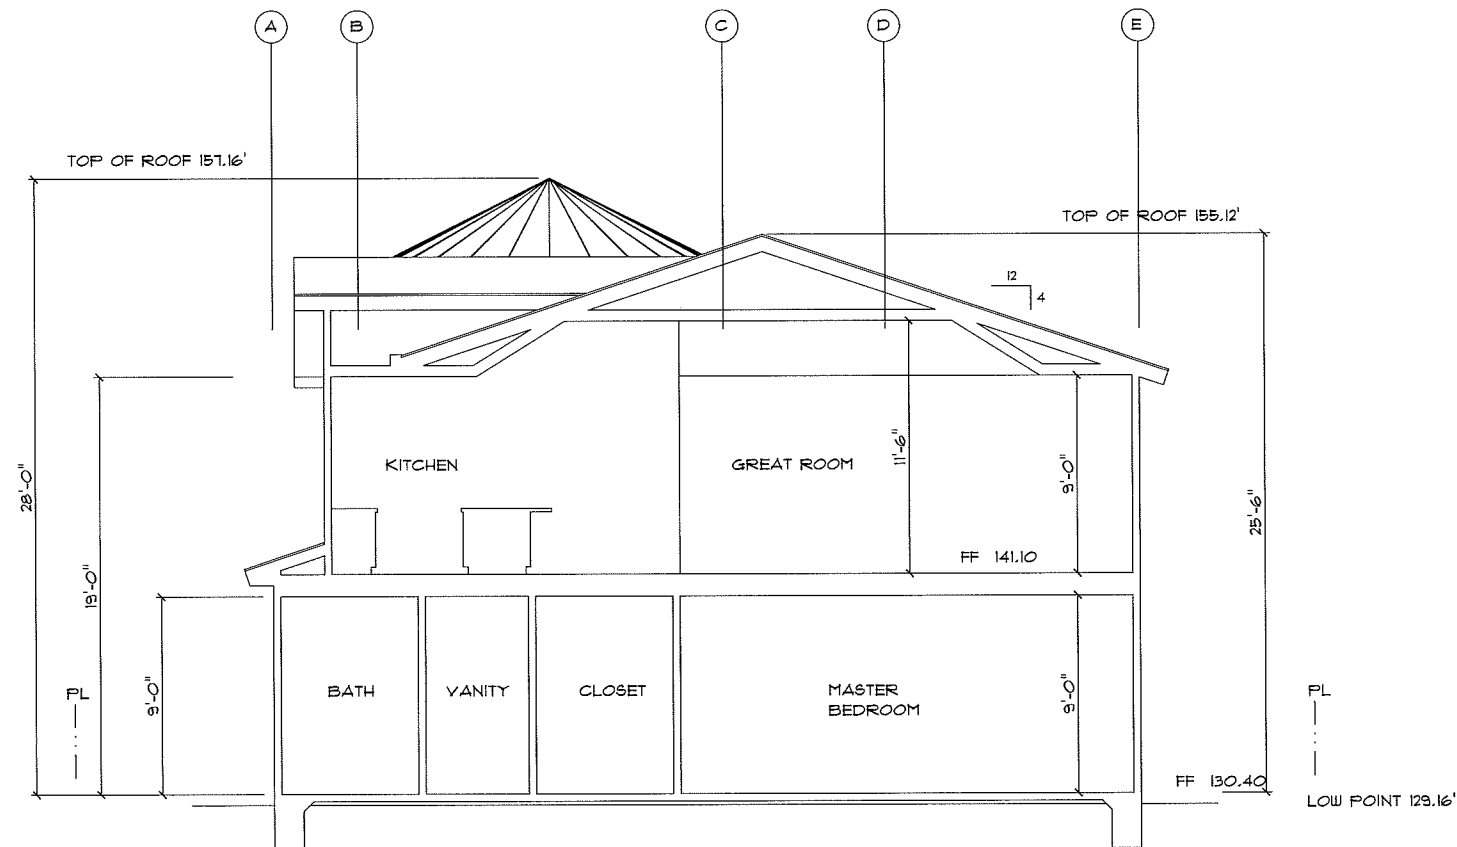 A B C D E
TOP OF ROOF 157.16'
TOP OF ROOF 155.12'
12
4
KITCHEN
GREAT ROOM
11'-6"
9'-0"
28'-0"
25'-6"
FF 141.10
19'-0"
9'-0"
BATH
VANITY
CLOSET
MASTER
BEDROOM
9'-0"
PL
PL
FF 130.40
LOW POINT 129.16'